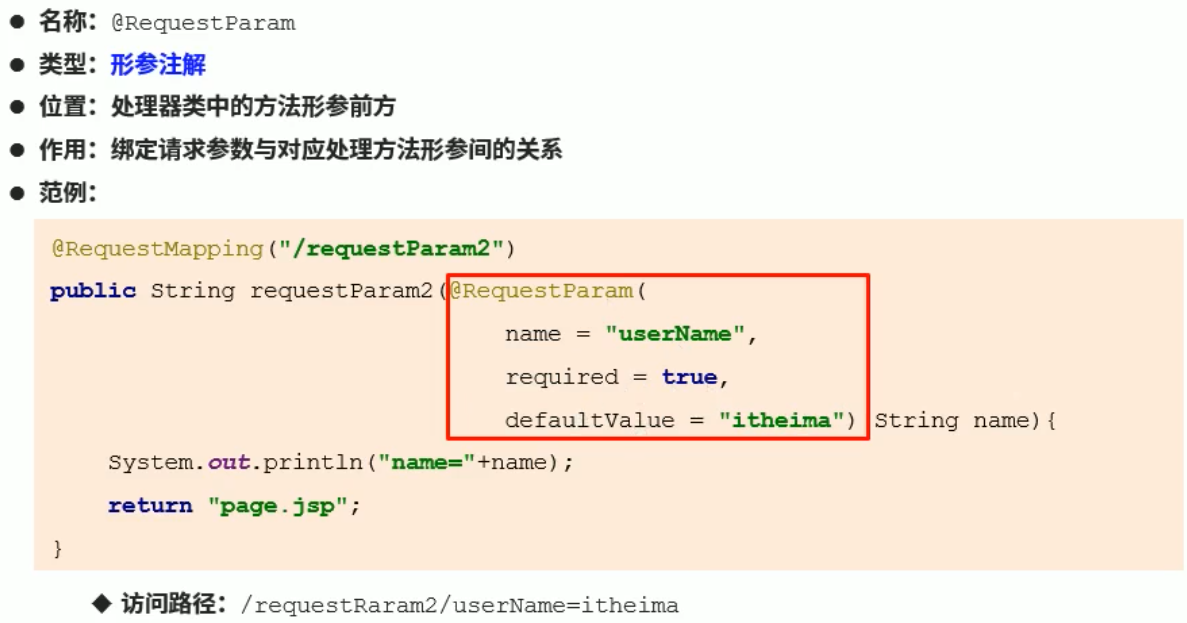 ● 名称：@RequestParam
● 类型：形参注解
● 位置：处理器类中的方法形参前方
● 作用：绑定请求参数与对应处理方法形参间的关系
● 范例：
@RequestMapping("/requestParam2")
public String requestParam2(@RequestParam(
name = "userName",
required = true,
defaultValue = "itheima") String name){
System.out.println("name="+name);
return "page.jsp";
}
◆ 访问路径：/requestRaram2/userName=itheima